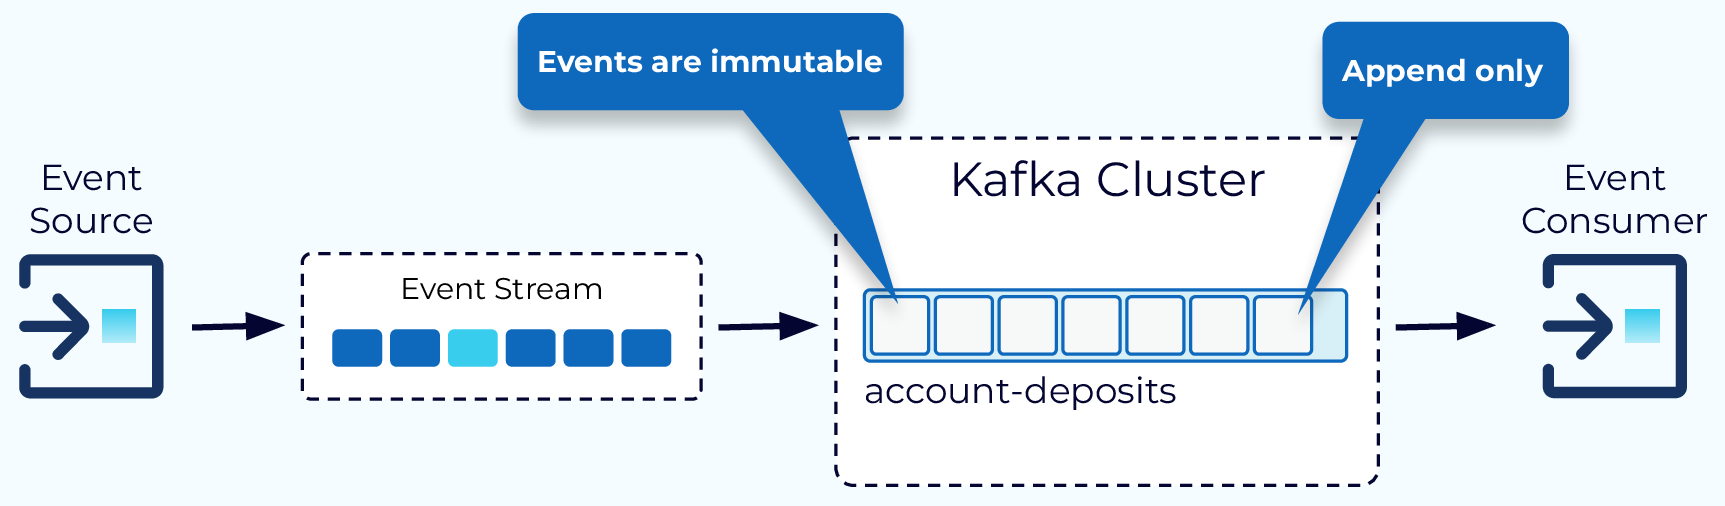 Events are immutable
Append only
Event
Source
Event Stream
Kafka Cluster
account-deposits
Event
Consumer